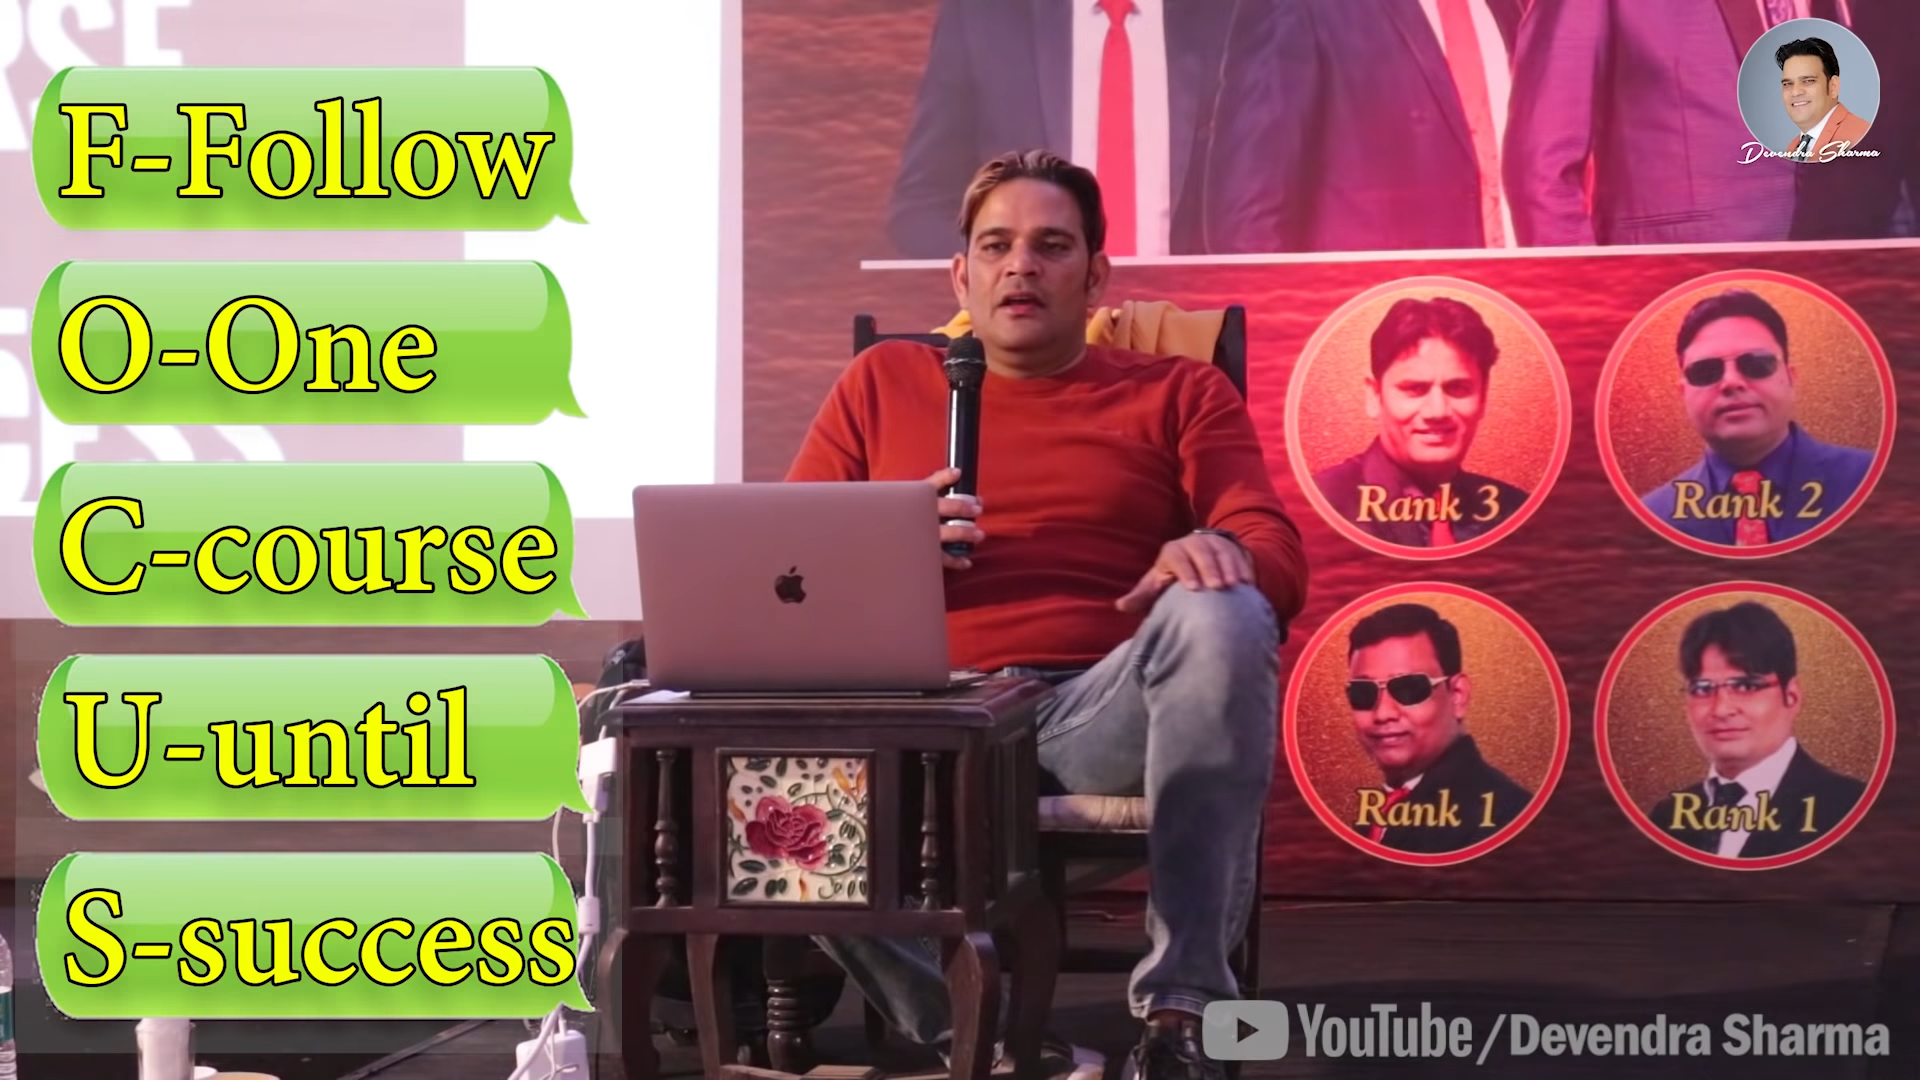 F-Follow
O-One
C-course
U-until
S-success
Devendra Sharma
Rank 3
Rank 2
Rank 1
Rank 1
YouTube/Devendra Sharma